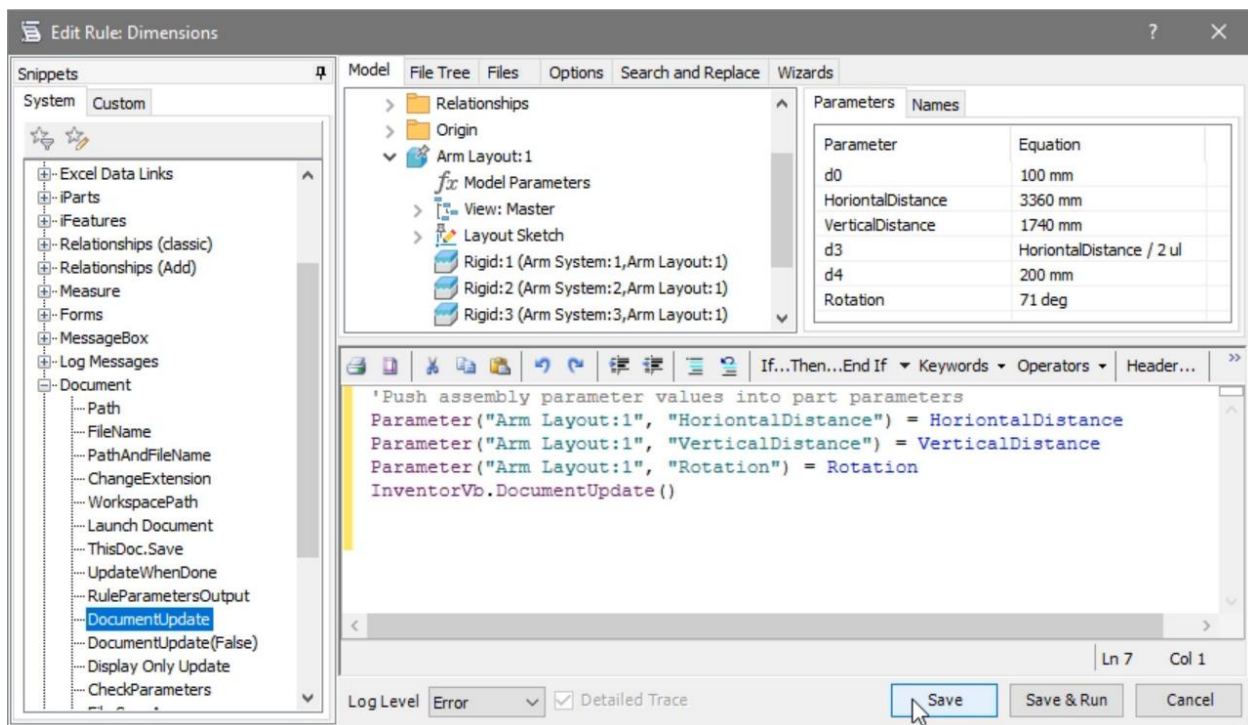 Edit Rule: Dimensions
?
Snippets
System Custom
Excel Data Links
iParts
iFeatures
Relationships (classic)
Relationships (Add)
Measure
Forms
MessageBox
Log Messages
Document
Path
FileName
PathAndFileName
ChangeExtension
WorkspacePath
Launch Document
ThisDoc.Save
UpdateWhenDone
RuleParametersOutput
DocumentUpdate
DocumentUpdate(False)
Display Only Update
CheckParameters
Model File Tree Files Options Search and Replace Wizards
Relationships
Origin
Arm Layout:1
fx Model Parameters
View: Master
Layout Sketch
Rigid:1 (Arm System:1,Arm Layout:1)
Rigid:2 (Arm System:2,Arm Layout:1)
Rigid:3 (Arm System:3,Arm Layout:1)
Parameters Names
Parameter Equation
d0 100 mm
HoriontalDistance 3360 mm
VerticalDistance 1740 mm
d3 HoriontalDistance / 2 ul
d4 200 mm
Rotation 71 deg
If...Then...End If Keywords Operators Header...
'Push assembly parameter values into part parameters
Parameter("Arm Layout:1", "HoriontalDistance") = HoriontalDistance
Parameter("Arm Layout:1", "VerticalDistance") = VerticalDistance
Parameter("Arm Layout:1", "Rotation") = Rotation
InventorVb.DocumentUpdate()
Ln 7 Col 1
Log Level Error Detailed Trace Save Save & Run Cancel